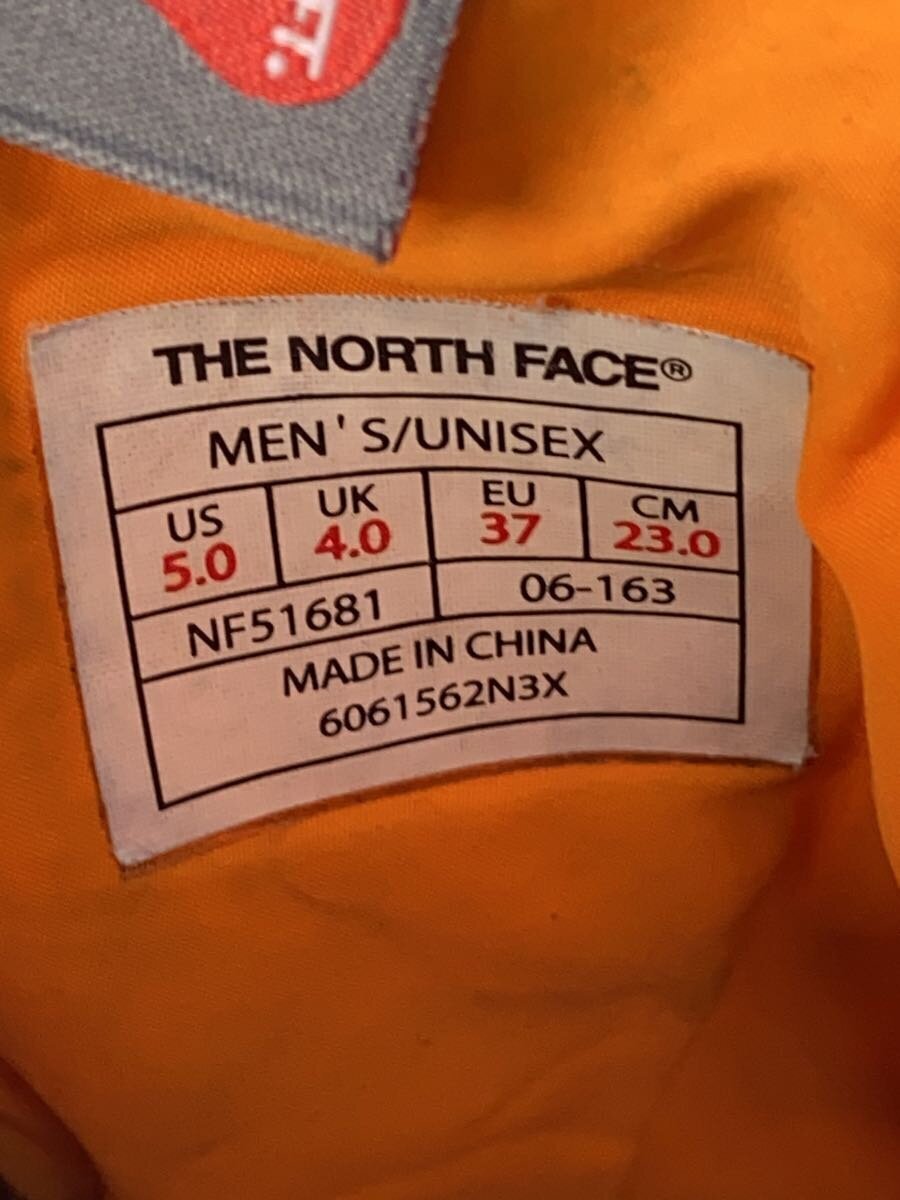 FT.
THE NORTH FACE®
MEN'S/UNISEX
US UK EU CM
5.0 4.0 37 23.0
NF51681 06-163
MADE IN CHINA
6061562N3X